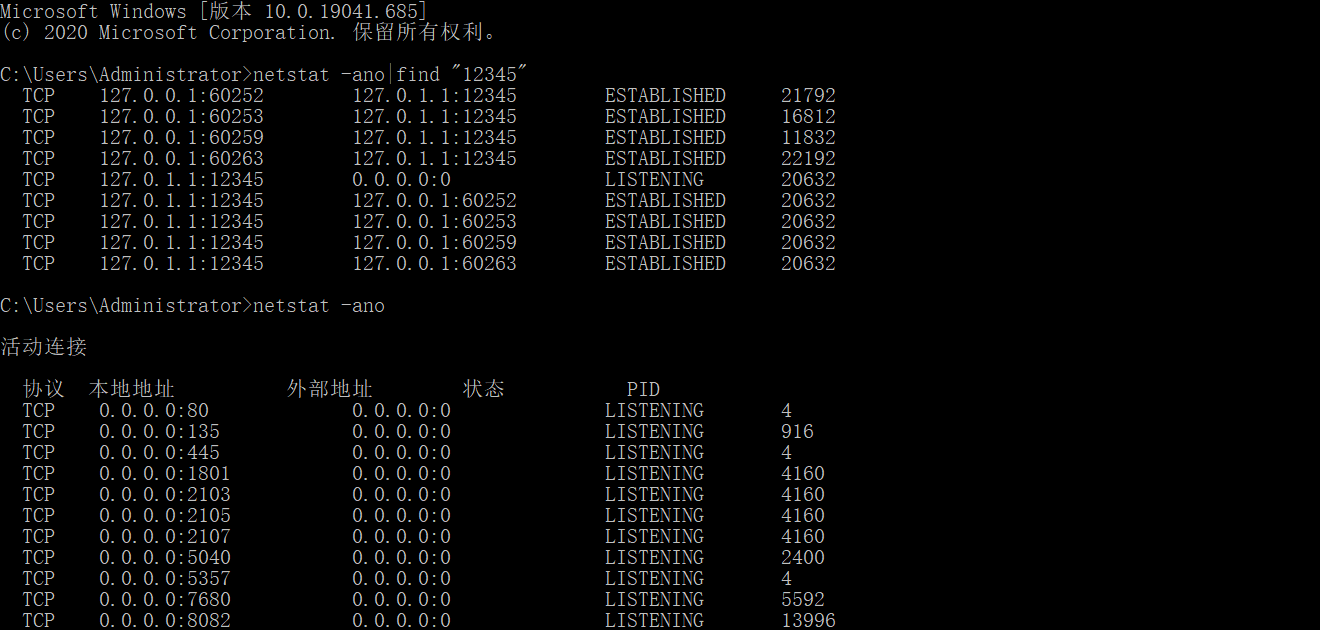 Microsoft Windows [版本 10.0.19041.685]
(c) 2020 Microsoft Corporation. 保留所有权利。
C:\Users\Administrator>netstat -ano|find "12345"
TCP 127.0.0.1:60252 127.0.1.1:12345 ESTABLISHED 21792
TCP 127.0.0.1:60253 127.0.1.1:12345 ESTABLISHED 16812
TCP 127.0.0.1:60259 127.0.1.1:12345 ESTABLISHED 11832
TCP 127.0.0.1:60263 127.0.1.1:12345 ESTABLISHED 22192
TCP 127.0.1.1:12345 0.0.0.0:0 LISTENING 20632
TCP 127.0.1.1:12345 127.0.0.1:60252 ESTABLISHED 20632
TCP 127.0.1.1:12345 127.0.0.1:60253 ESTABLISHED 20632
TCP 127.0.1.1:12345 127.0.0.1:60259 ESTABLISHED 20632
TCP 127.0.1.1:12345 127.0.0.1:60263 ESTABLISHED 20632
C:\Users\Administrator>netstat -ano
活动连接
协议 本地地址 外部地址 状态 PID
TCP 0.0.0.0:80 0.0.0.0:0 LISTENING 4
TCP 0.0.0.0:135 0.0.0.0:0 LISTENING 916
TCP 0.0.0.0:445 0.0.0.0:0 LISTENING 4
TCP 0.0.0.0:1801 0.0.0.0:0 LISTENING 4160
TCP 0.0.0.0:2103 0.0.0.0:0 LISTENING 4160
TCP 0.0.0.0:2105 0.0.0.0:0 LISTENING 4160
TCP 0.0.0.0:2107 0.0.0.0:0 LISTENING 4160
TCP 0.0.0.0:5040 0.0.0.0:0 LISTENING 2400
TCP 0.0.0.0:5357 0.0.0.0:0 LISTENING 4
TCP 0.0.0.0:7680 0.0.0.0:0 LISTENING 5592
TCP 0.0.0.0:8082 0.0.0.0:0 LISTENING 13996